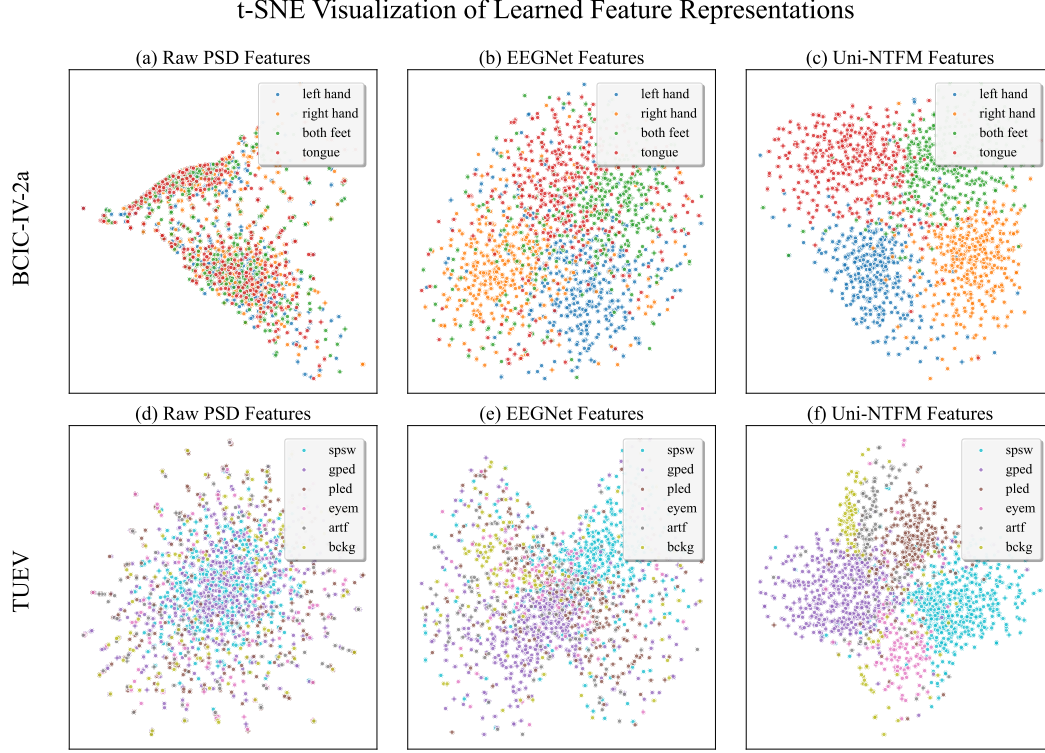 t-SNE Visualization of Learned Feature Representations
(a) Raw PSD Features
left hand
right hand
both feet
tongue
(b) EEGNet Features
left hand
right hand
both feet
tongue
(c) Uni-NTFM Features
left hand
right hand
both feet
tongue
BCIC-IV-2a
(d) Raw PSD Features
spsw
gped
pled
eyem
artf
bckg
(e) EEGNet Features
spsw
gped
pled
eyem
artf
bckg
(f) Uni-NTFM Features
spsw
gped
pled
eyem
artf
bckg
TUEV